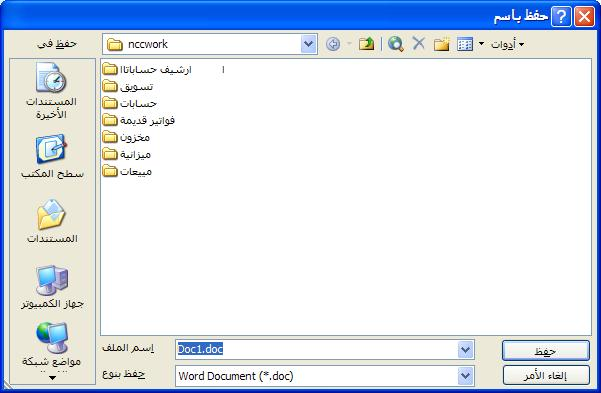 حفظ باسم
حفظ في
nccwork
أدوات
ارشيف حساباتاا ا
تسويق
حسابات
فواتير قديمة
مخزون
ميزانية
مبيعات
المستندات
الأخيرة
سطح المكتب
المستندات
جهاز الكمبيوتر
مواضع شبكة
إسم الملف
Doc1.doc
حفظ
حفظ بنوع
Word Document (*.doc)
إلغاء الأمر